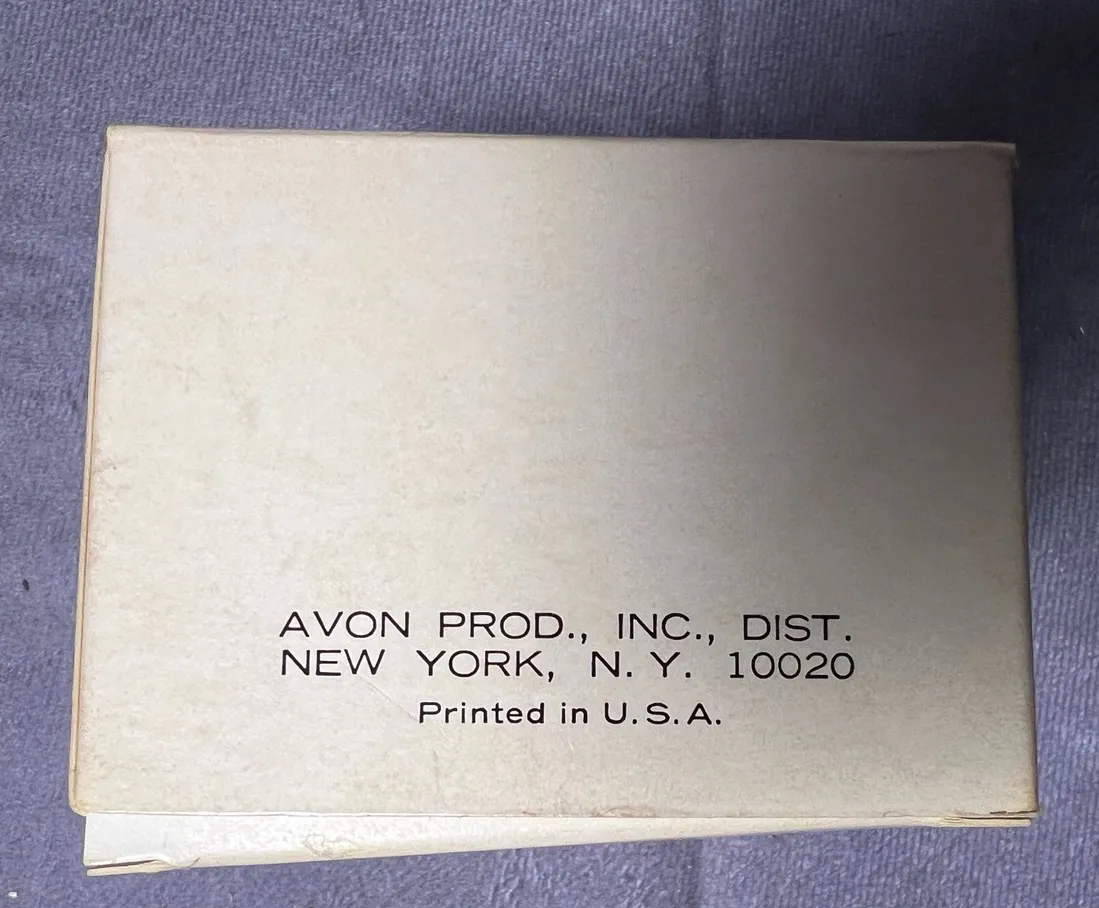 AVON PROD., INC., DIST.
NEW YORK, N. Y. 10020
Printed in U.S.A.